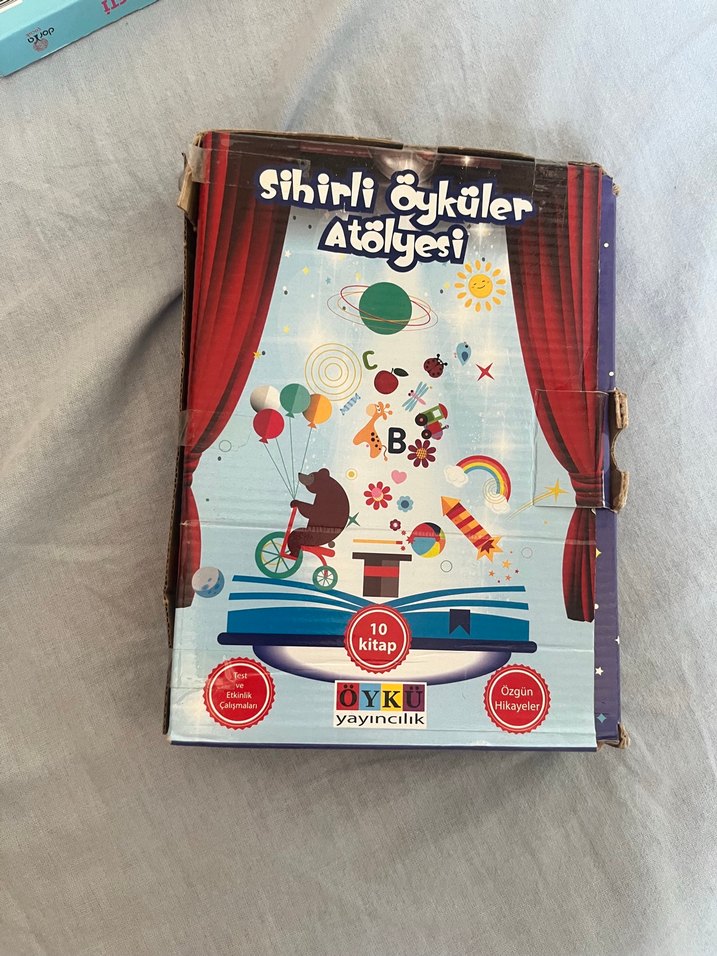 Sihirli Öyküler
Atölyesi
C
B
10
kitap
Test
ve
Etkinlik
Çalışmaları
ÖYKÜ
yayıncılık
Özgün
Hikayeler